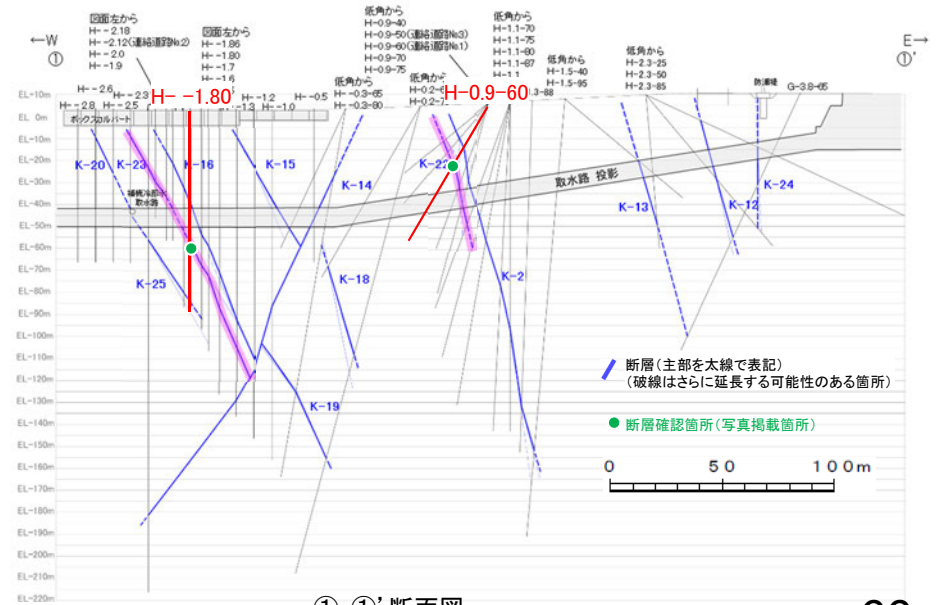 ←W
①
E→
①'
図面左から
H- -2.18
H- -2.12(連絡道路No.2)
H- -2.0
H- -1.9
図面左から
H- -1.86
H- -1.80
H- -1.7
H- -1.6
低角から
H-0.9-40
H-0.9-50(連絡道路No.3)
H-0.9-60(連絡道路No.1)
H-0.9-70
H-0.9-75
低角から
H-1.1-70
H-1.1-75
H-1.1-80
H-1.1-87
H-1.1
低角から
H-1.5-40
H-1.5-95
低角から
H-2.3-25
H-2.3-50
H-2.3-85
防潮堤
G-3.8-65
H- -2.6
H- -2.3
H- -2.8
H- -2.5
H- -1.80
H- -1.2
H- -1.0
H- -0.5
低角から
H- -0.3-65
H- -0.3-80
低角から
H-0.9-60
ボックスカルバート
補機冷却水
取水路
取水路 投影
K-20
K-23
K-16
K-15
K-14
K-22
K-13
K-12
K-24
K-25
K-18
K-2
K-19
EL+10m
EL 0m
EL-10m
EL-20m
EL-30m
EL-40m
EL-50m
EL-60m
EL-70m
EL-80m
EL-90m
EL-100m
EL-110m
EL-120m
EL-130m
EL-140m
EL-150m
EL-160m
EL-170m
EL-180m
EL-190m
EL-200m
EL-210m
EL-220m
断層(主部を太線で表記)
(破線はさらに延長する可能性のある箇所)
断層確認箇所(写真掲載箇所)
0 50 100m